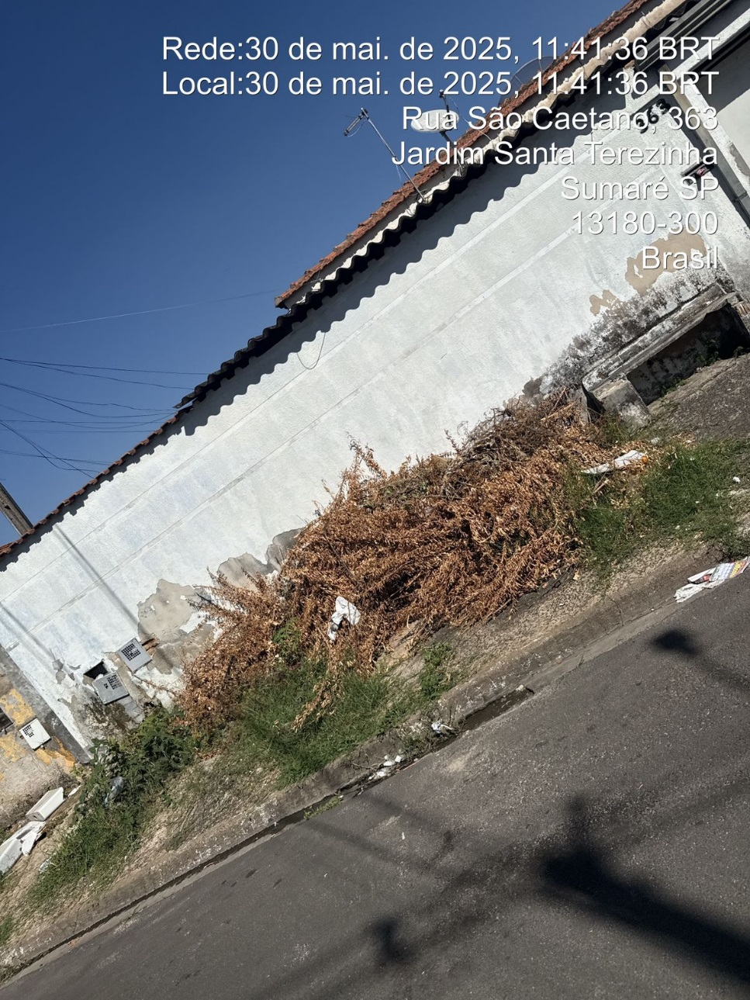 Rede:30 de mai. de 2025, 11:41:36 BRT
Local:30 de mai. de 2025, 11:41:36 BRT
Rua São Caetano, 363
Jardim Santa Terezinha
Sumaré SP
13180-300
Brasil
363